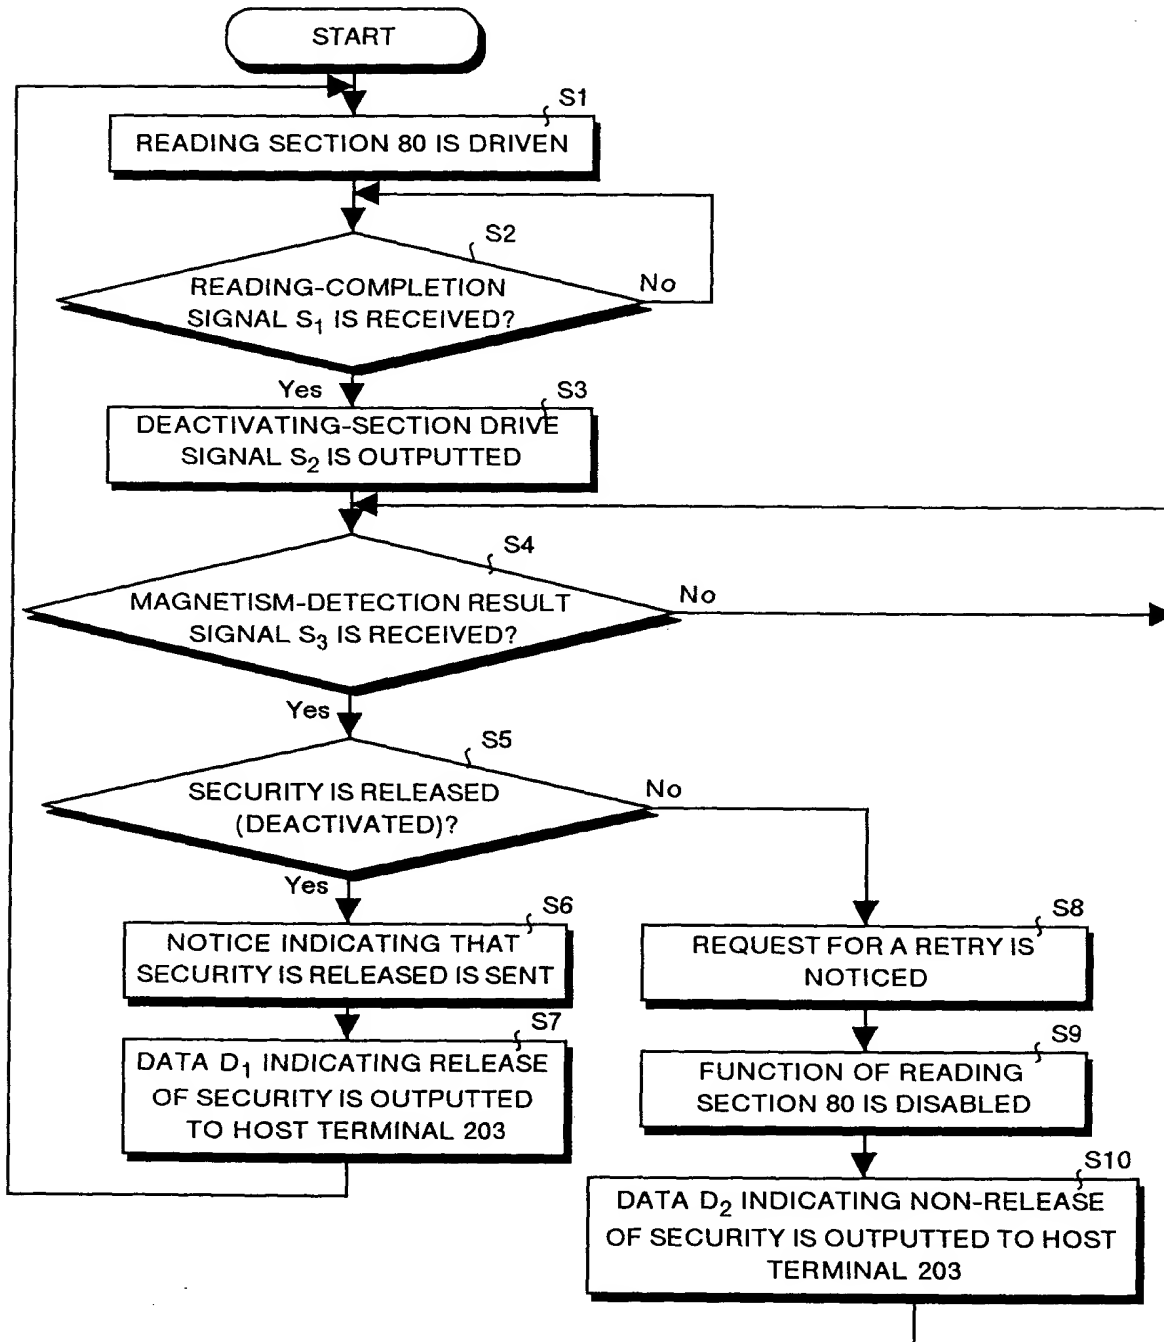 START
S1
READING SECTION 80 IS DRIVEN
S2
READING-COMPLETION
SIGNAL S₁ IS RECEIVED?
No
Yes
S3
DEACTIVATING-SECTION DRIVE
SIGNAL S₂ IS OUTPUTTED
S4
MAGNETISM-DETECTION RESULT
SIGNAL S₃ IS RECEIVED?
No
Yes
S5
SECURITY IS RELEASED
(DEACTIVATED)?
No
Yes
S6
NOTICE INDICATING THAT
SECURITY IS RELEASED IS SENT
S7
DATA D₁ INDICATING RELEASE
OF SECURITY IS OUTPUTTED
TO HOST TERMINAL 203
S8
REQUEST FOR A RETRY IS
NOTICED
S9
FUNCTION OF READING
SECTION 80 IS DISABLED
S10
DATA D₂ INDICATING NON-RELEASE
OF SECURITY IS OUTPUTTED TO HOST
TERMINAL 203